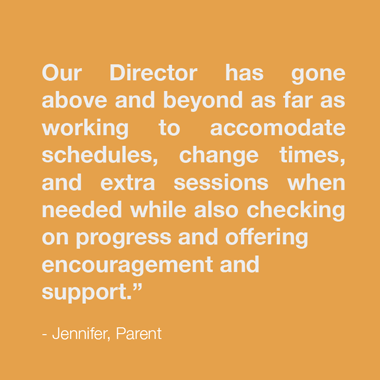 Our Director has gone
above and beyond as far as
working to accomodate
schedules, change times,
and extra sessions when
needed while also checking
on progress and offering
encouragement and
support.”
- Jennifer, Parent